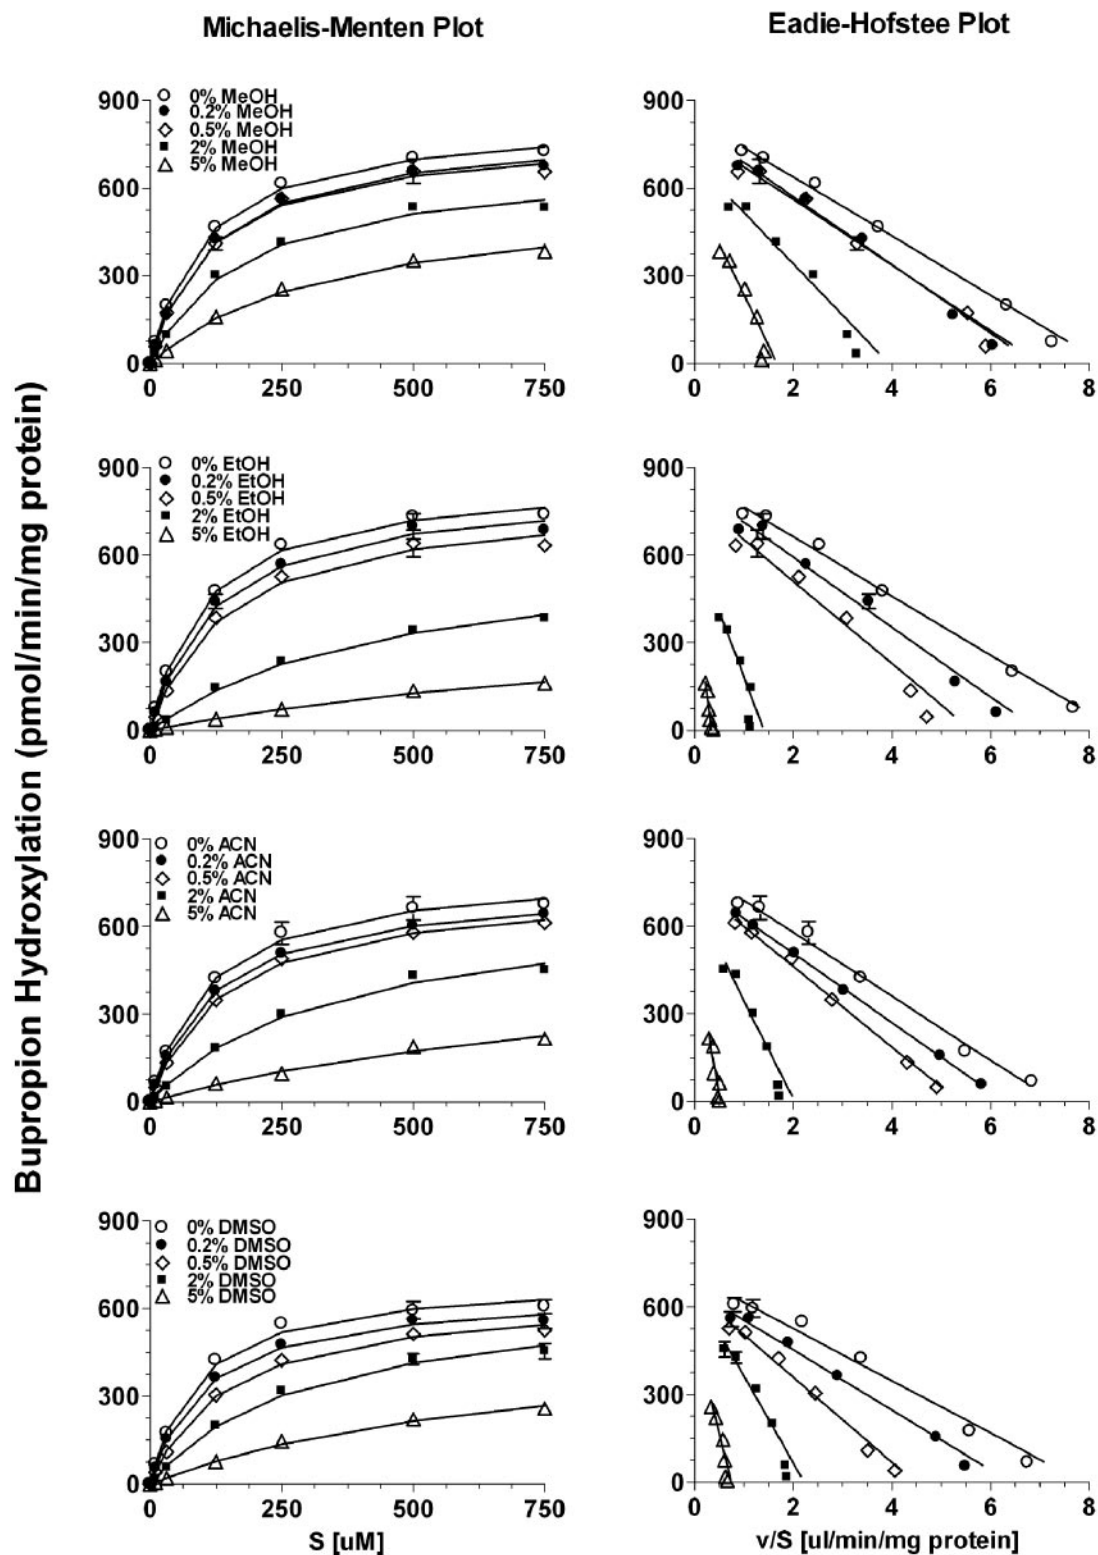 Michaelis-Menten Plot
Eadie-Hofstee Plot
Bupropion Hydroxylation (pmol/min/mg protein)
900
600
300
0
0% MeOH
0.2% MeOH
0.5% MeOH
2% MeOH
5% MeOH
0 250 500 750
900
600
300
0
0 2 4 6 8
900
600
300
0
0% EtOH
0.2% EtOH
0.5% EtOH
2% EtOH
5% EtOH
0 250 500 750
900
600
300
0
0 2 4 6 8
900
600
300
0
0% ACN
0.2% ACN
0.5% ACN
2% ACN
5% ACN
0 250 500 750
900
600
300
0
0 2 4 6 8
900
600
300
0
0% DMSO
0.2% DMSO
0.5% DMSO
2% DMSO
5% DMSO
0 250 500 750
S [uM]
900
600
300
0
0 2 4 6 8
v/S [ul/min/mg protein]